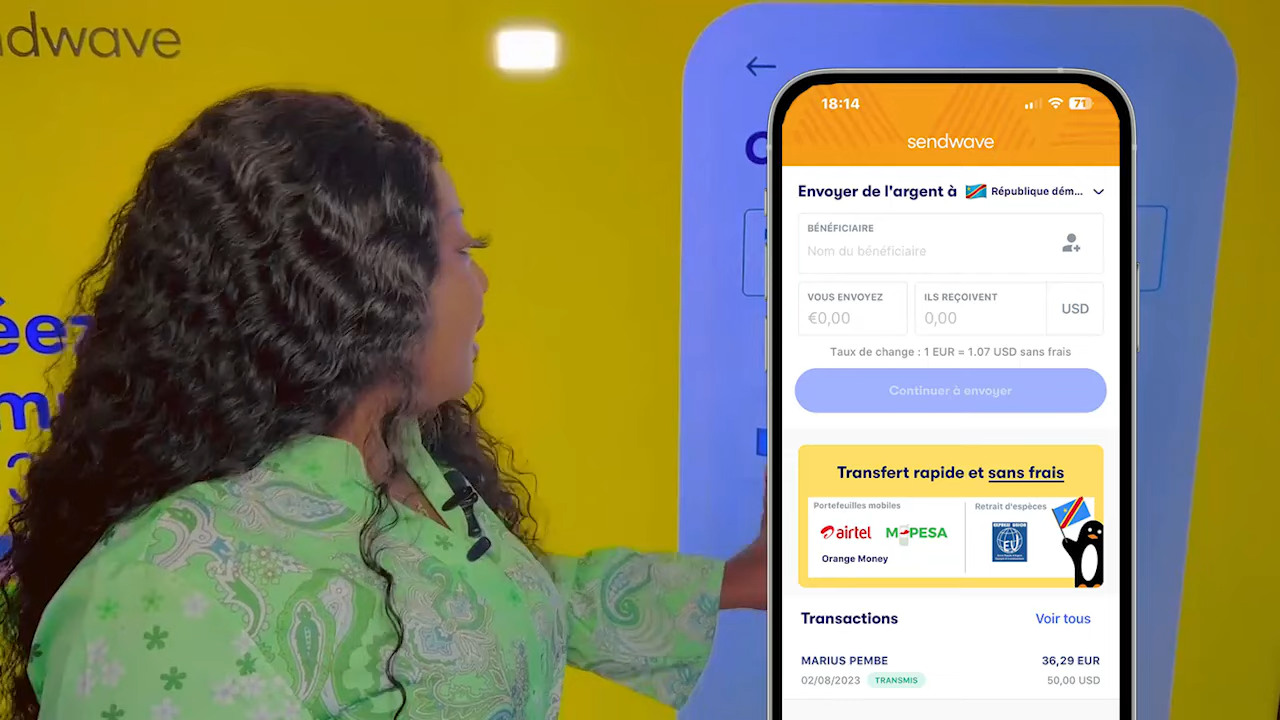 ndwave
18:14
71
sendwave
Envoyer de l'argent à République dém...
BÉNÉFICIAIRE
Nom du bénéficiaire
VOUS ENVOYEZ
€0,00
ILS REÇOIVENT
0,00
USD
Taux de change : 1 EUR = 1.07 USD sans frais
Continuer à envoyer
Transfert rapide et sans frais
Portefeuilles mobiles
airtel
M-PESA
Orange Money
Retrait d'espèces
Transactions
Voir tous
MARIUS PEMBE
36,29 EUR
02/08/2023
TRANSMIS
50,00 USD